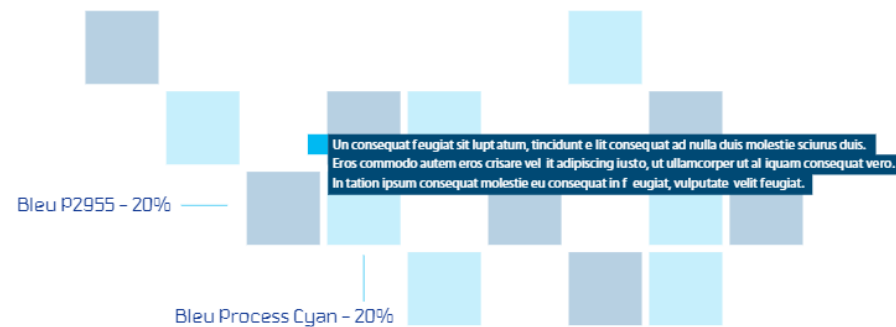 Un consequat feugiat sit lupt atum, tincidunt e lit consequat ad nulla duis molestie sciurus duis.
Eros commodo autem eros crisare vel it adipiscing iusto, ut ullamcorper ut al iquam consequat vero.
In tation ipsum consequat molestie eu consequat in f eugiat, vulputate velit feugiat.
Bleu P2955 – 20%
Bleu Process Cyan – 20%